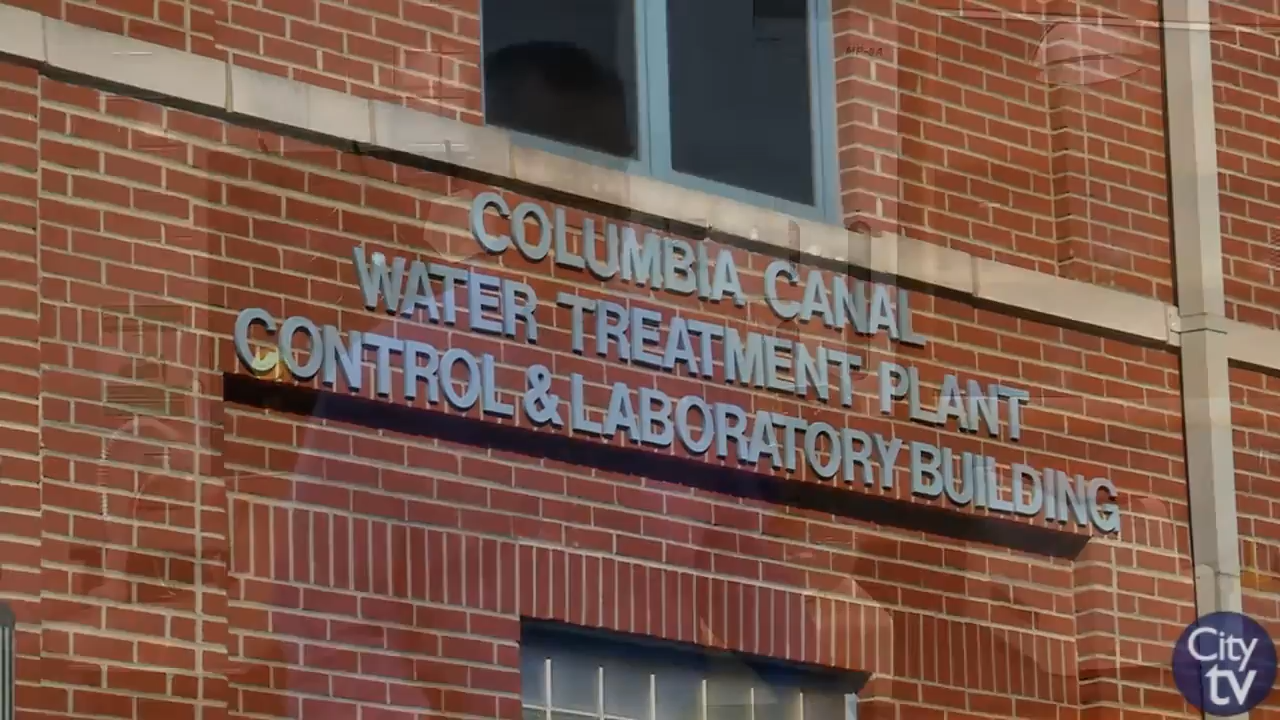 COLUMBIA CANAL
WATER TREATMENT PLANT
CONTROL & LABORATORY BUILDING
City
tv